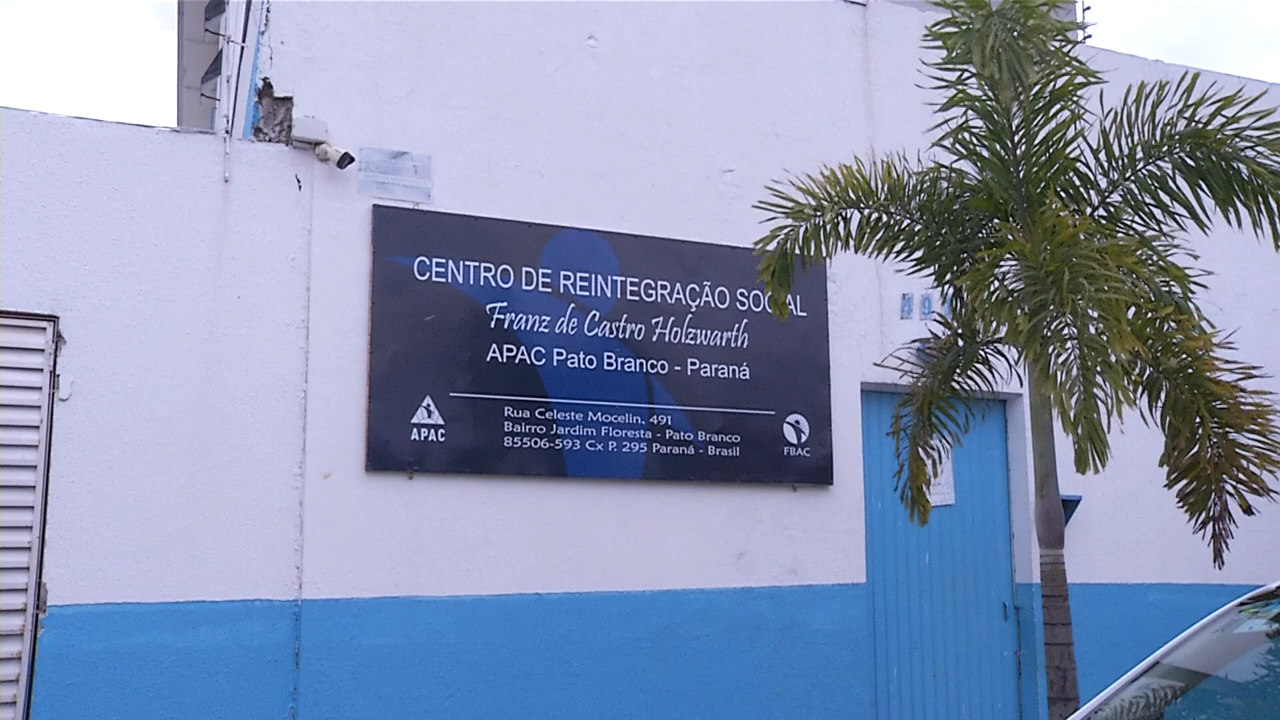 CENTRO DE REINTEGRAÇÃO SOCIAL
Franz de Castro Holzwarth
APAC Pato Branco - Paraná
Rua Celeste Mocelin, 491
Bairro Jardim Floresta - Pato Branco
85506-593 Cx P. 295 Paraná - Brasil
APAC
FBAC